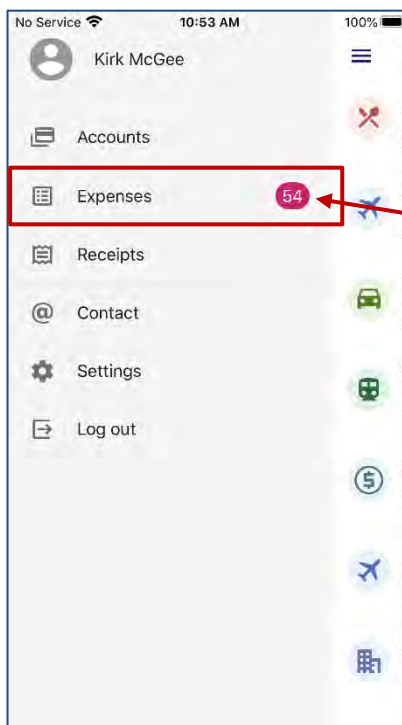 No Service 10:53 AM 100%
Kirk McGee
Accounts
Expenses 54
Receipts
@ Contact
Settings
Log out
$